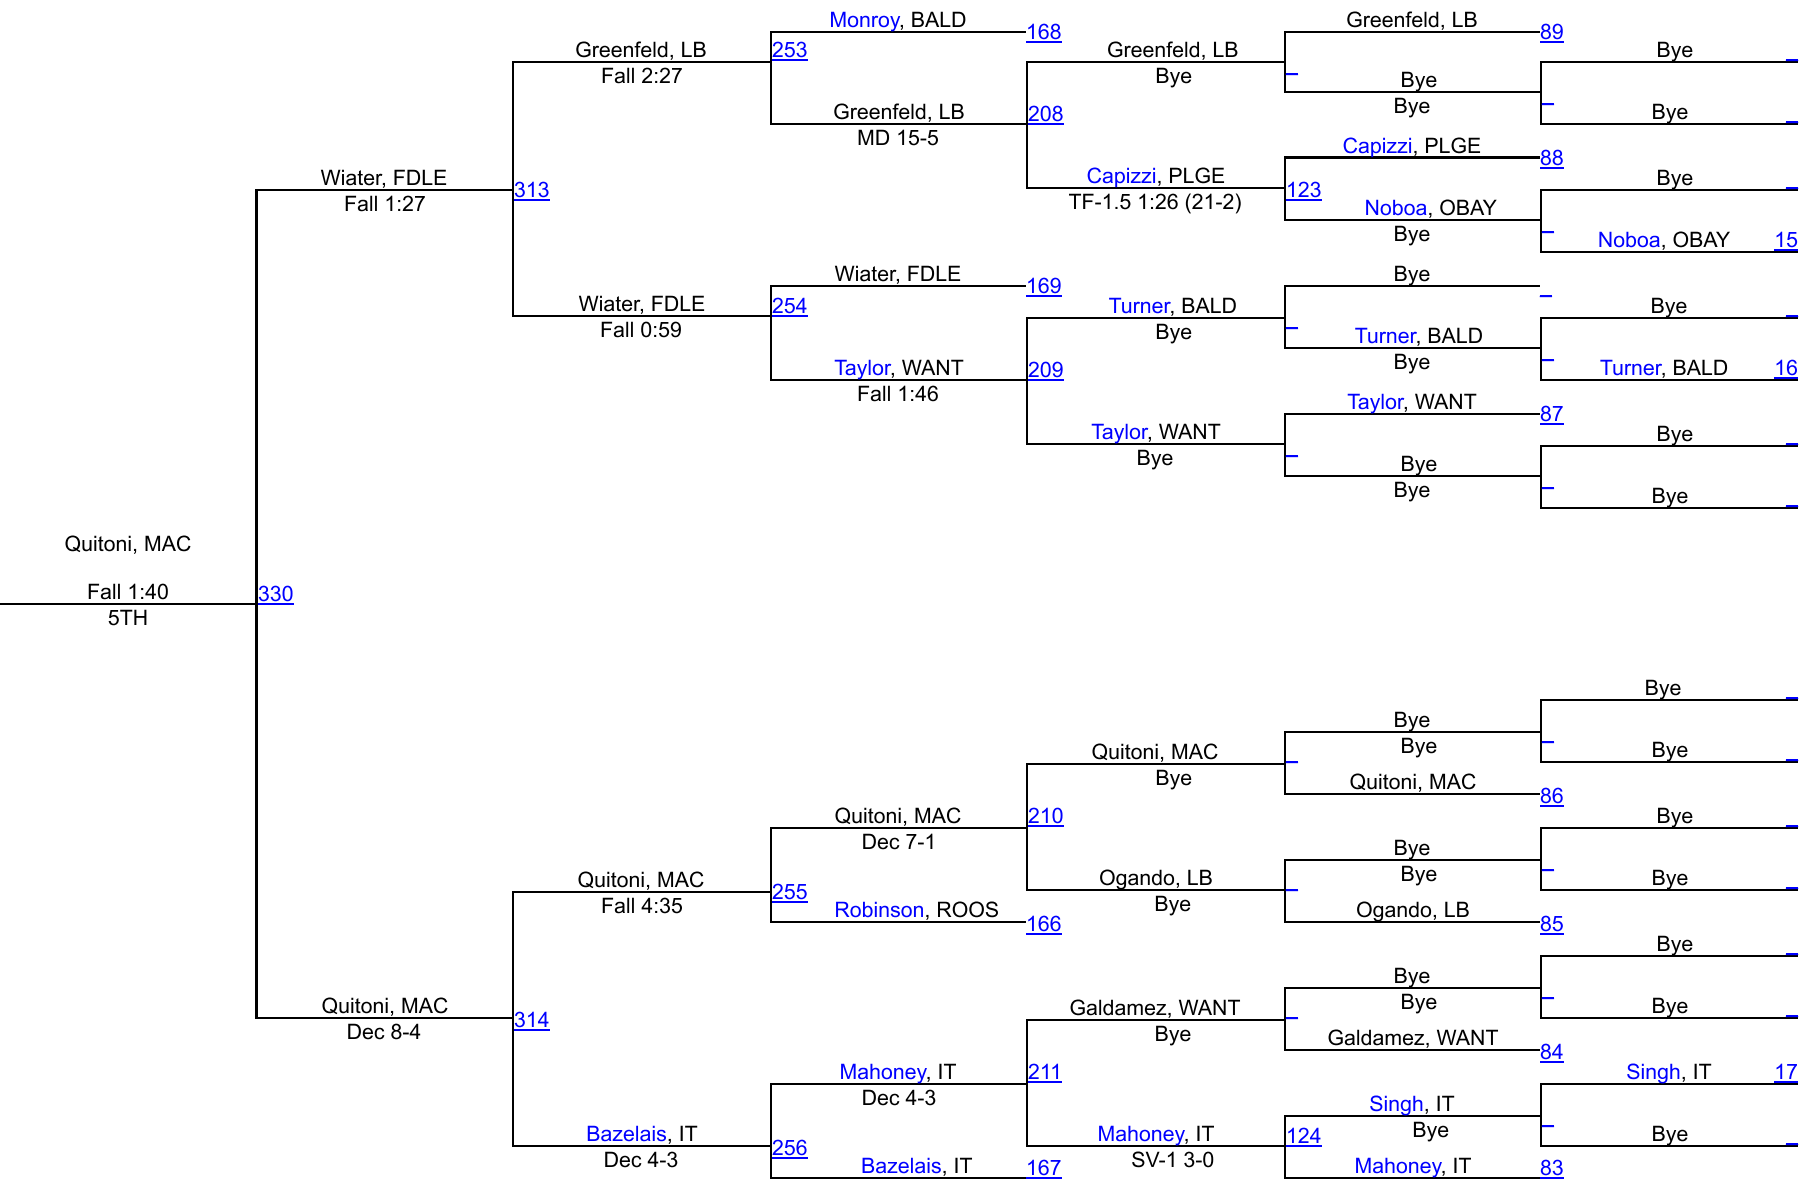 Monroy, BALD
168
Greenfeld, LB
89
Greenfeld, LB
253
Greenfeld, LB
Bye
Fall 2:27
Bye
Bye
Bye
Greenfeld, LB
208
Bye
MD 15-5
Capizzi, PLGE
88
Wiater, FDLE
313
Capizzi, PLGE
123
Bye
Fall 1:27
TF-1.5 1:26 (21-2)
Noboa, OBAY
Bye
Noboa, OBAY
15
Wiater, FDLE
169
Bye
Wiater, FDLE
254
Turner, BALD
Bye
Fall 0:59
Bye
Turner, BALD
Taylor, WANT
209
Bye
Turner, BALD
16
Fall 1:46
Taylor, WANT
87
Taylor, WANT
Bye
Bye
Bye
Bye
Bye
Quitoni, MAC
Fall 1:40
330
5TH
Bye
Bye
Quitoni, MAC
Bye
Bye
Bye
Quitoni, MAC
86
Quitoni, MAC
210
Bye
Dec 7-1
Bye
Quitoni, MAC
255
Ogando, LB
Bye
Bye
Fall 4:35
Bye
Robinson, ROOS
166
Ogando, LB
85
Bye
Bye
Quitoni, MAC
314
Galdamez, WANT
Bye
Bye
Dec 8-4
Bye
Galdamez, WANT
84
Mahoney, IT
211
Singh, IT
17
Dec 4-3
Singh, IT
Bazelais, IT
256
Mahoney, IT
124
Bye
Bye
Dec 4-3
SV-1 3-0
Bazelais, IT
167
Mahoney, IT
83